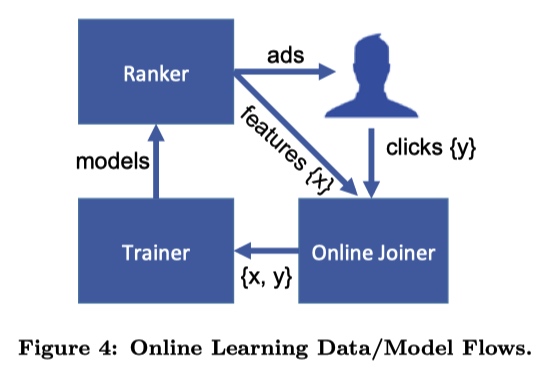 Ranker
ads
features {x}
clicks {y}
models
Trainer
Online Joiner
{x, y}
Figure 4: Online Learning Data/Model Flows.